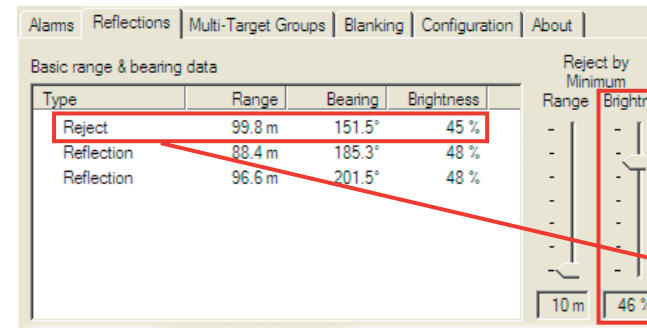 Alarms Reflections Multi-Target Groups Blanking Configuration About
Basic range & bearing data
Type Range Bearing Brightness
Reject 99.8 m 151.5° 45 %
Reflection 88.4 m 185.3° 48 %
Reflection 96.6 m 201.5° 48 %
Reject by
Minimum
Range Brightn
10 m 46 %